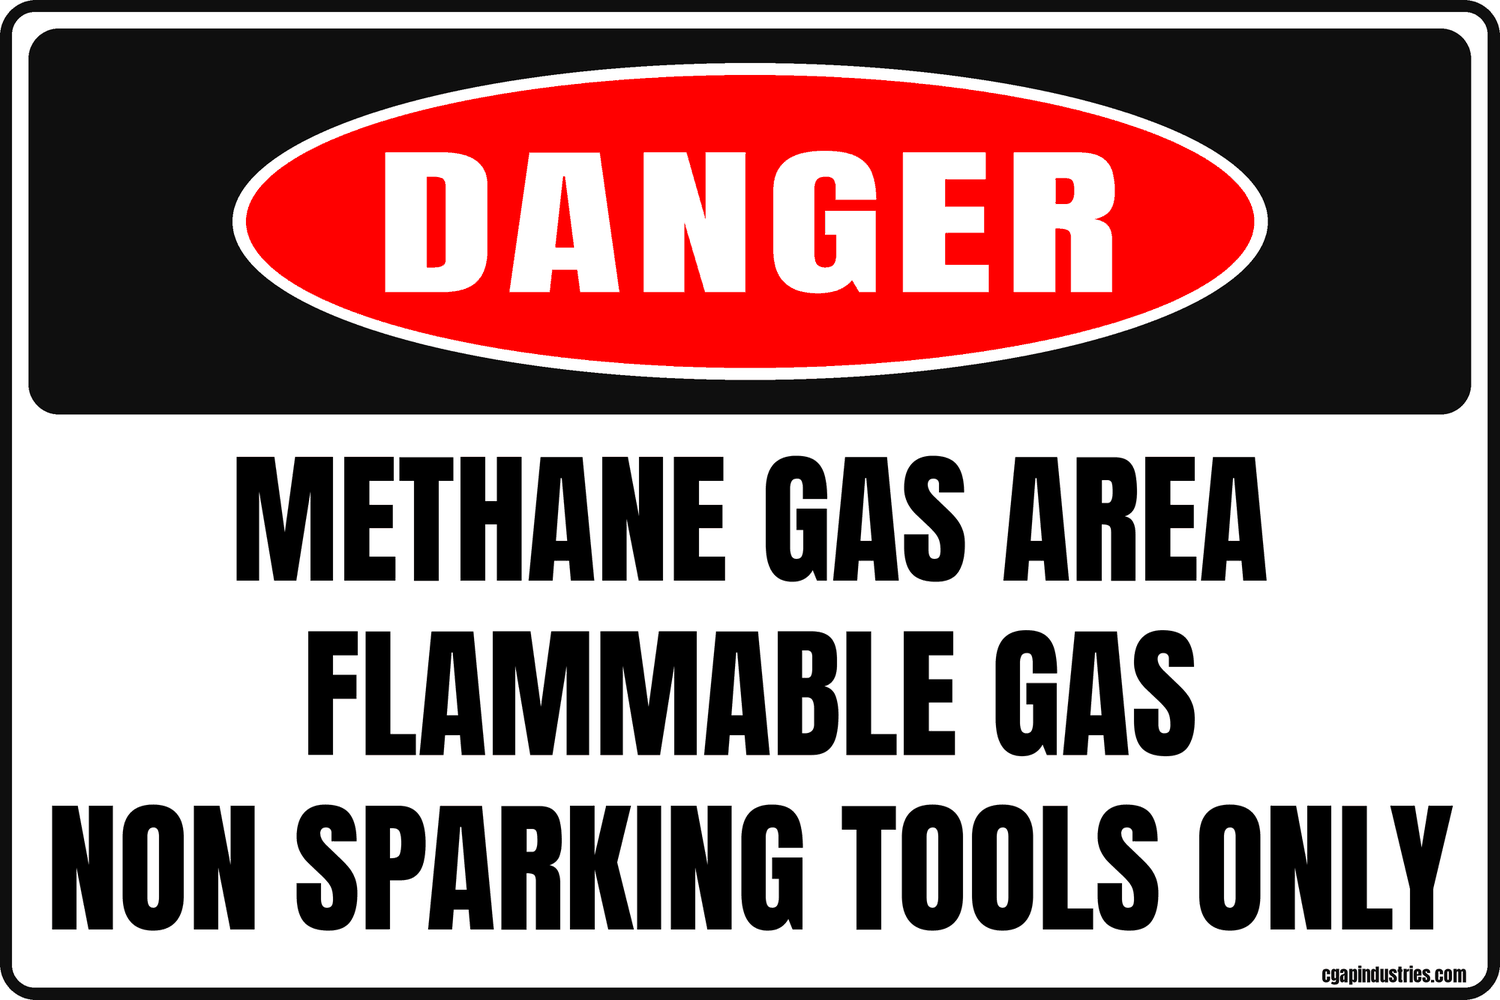 DANGER
METHANE GAS AREA
FLAMMABLE GAS
NON SPARKING TOOLS ONLY
cgapindustries.com